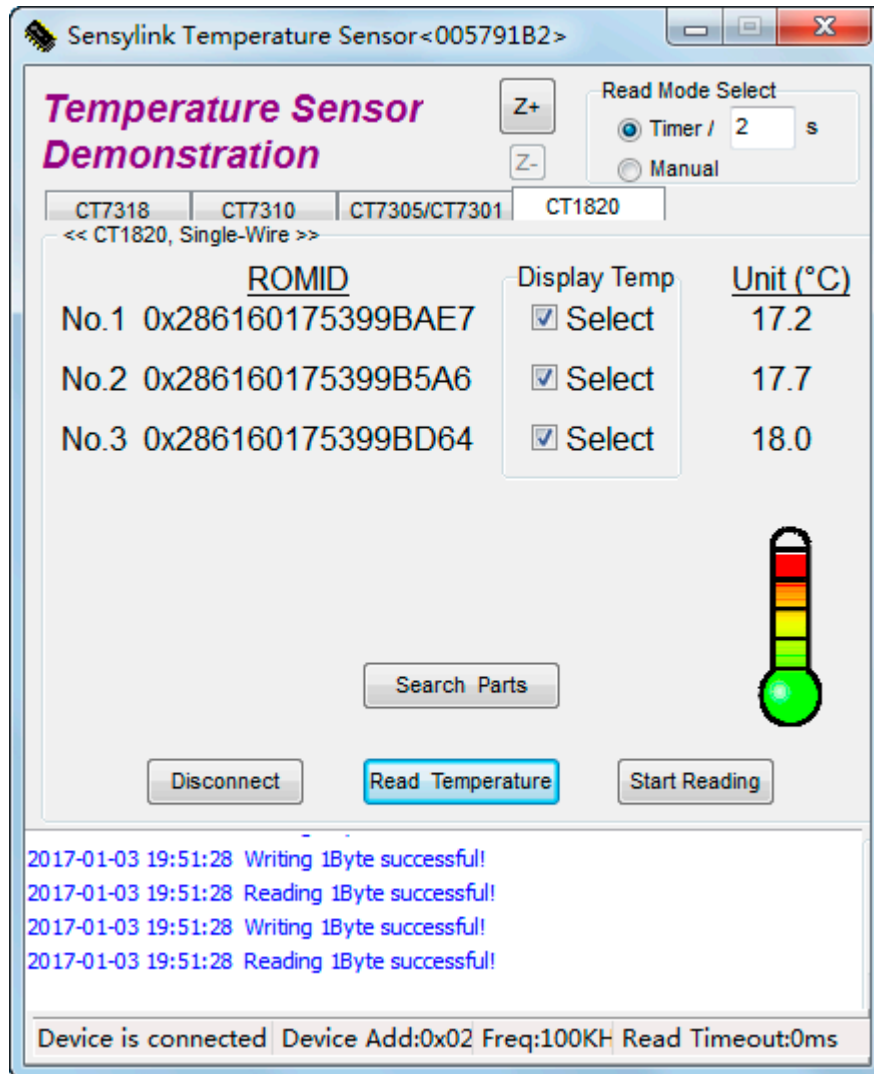 Sensylink Temperature Sensor<005791B2>
Temperature Sensor
Demonstration
Z+
Z-
Read Mode Select
Timer / 2 s
Manual
CT7318 CT7310 CT7305/CT7301 CT1820
<< CT1820, Single-Wire >>
ROMID Display Temp Unit (°C)
No.1 0x286160175399BAE7 Select 17.2
No.2 0x286160175399B5A6 Select 17.7
No.3 0x286160175399BD64 Select 18.0
Search Parts
Disconnect Read Temperature Start Reading
2017-01-03 19:51:28 Writing 1Byte successful!
2017-01-03 19:51:28 Reading 1Byte successful!
2017-01-03 19:51:28 Writing 1Byte successful!
2017-01-03 19:51:28 Reading 1Byte successful!
Device is connected Device Add:0x02 Freq:100KH Read Timeout:0ms